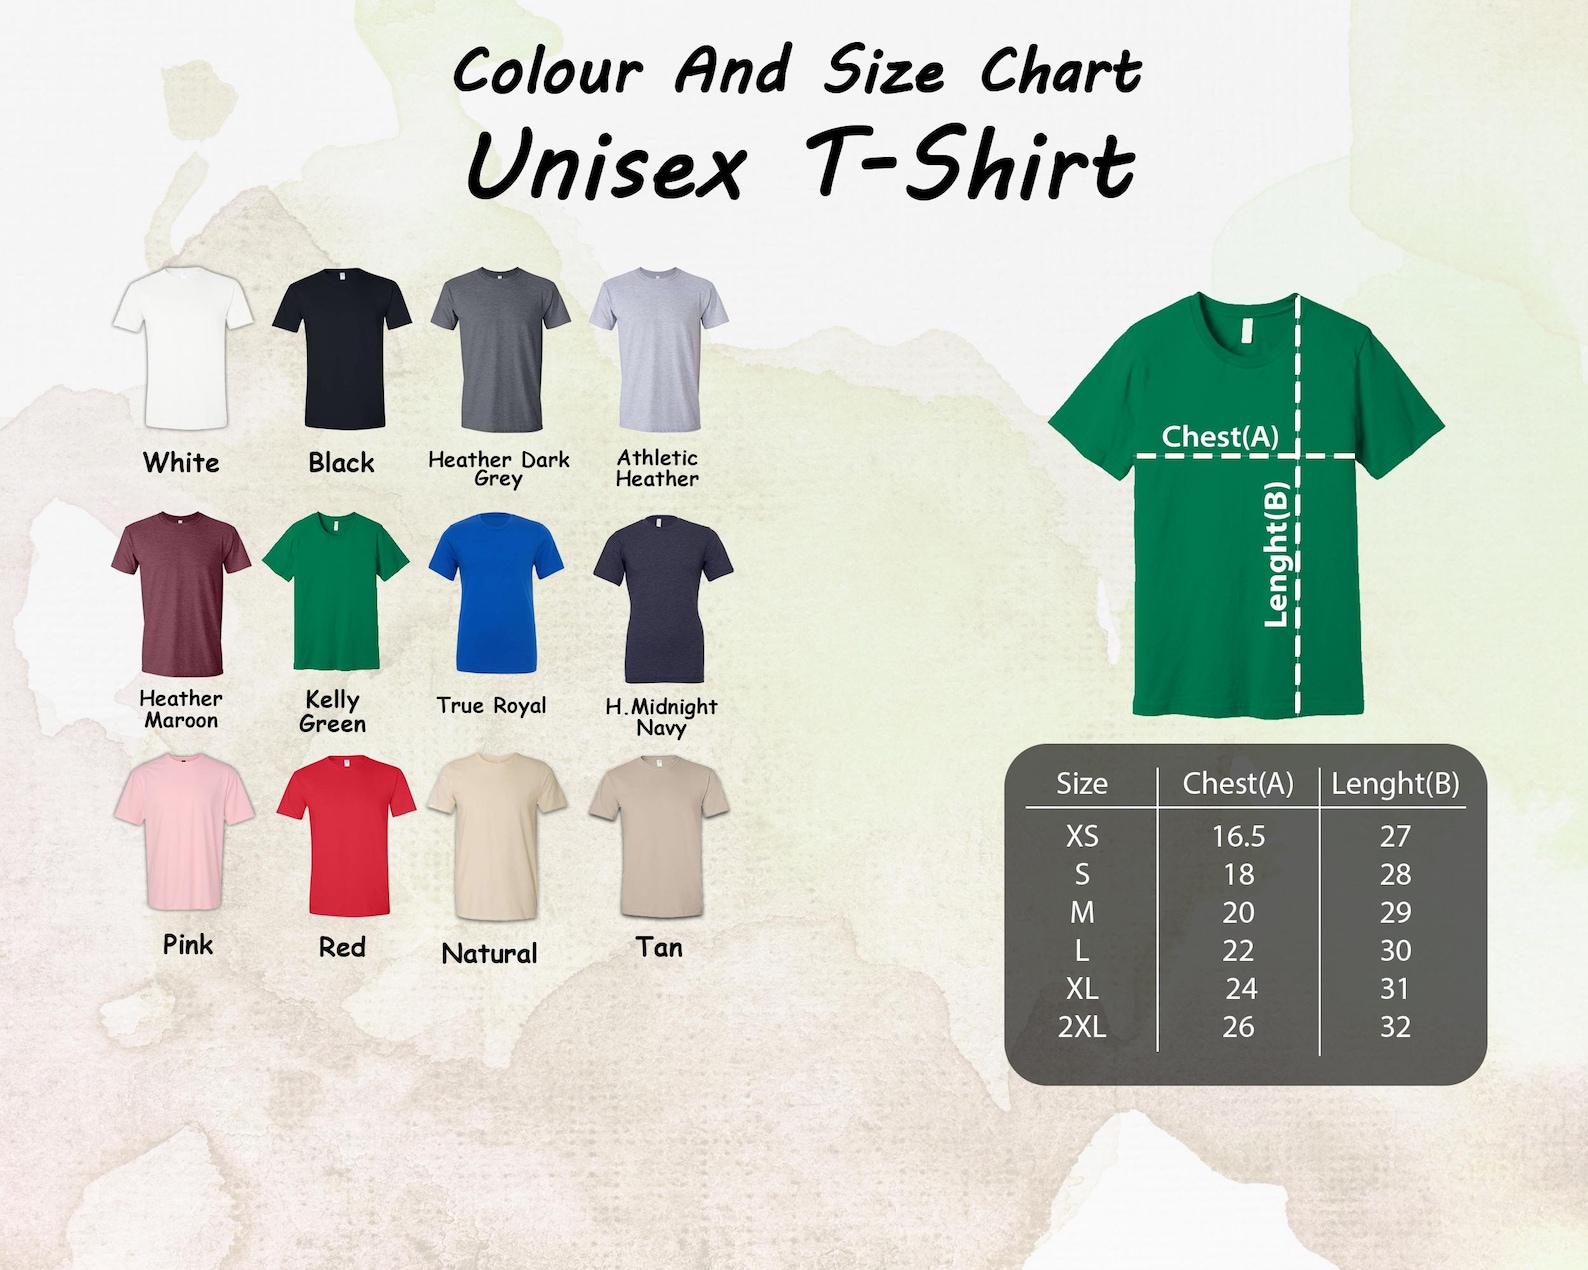 Colour And Size Chart
Unisex T-Shirt
White
Black
Heather Dark
Grey
Athletic
Heather
Heather
Maroon
Kelly
Green
True Royal
H.Midnight
Navy
Pink
Red
Natural
Tan
Chest(A)
Lenght(B)
Size Chest(A) Lenght(B)
XS 16.5 27
S 18 28
M 20 29
L 22 30
XL 24 31
2XL 26 32